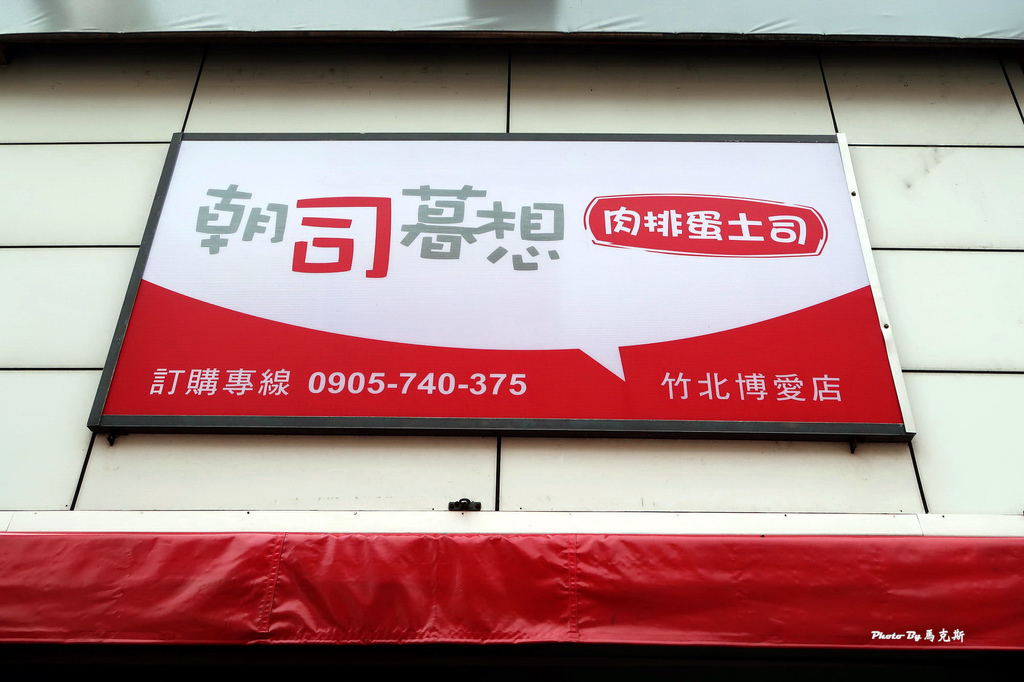 朝司暮想 肉排蛋土司
訂購專線 0905-740-375 竹北博愛店
Photo By 馬克斯